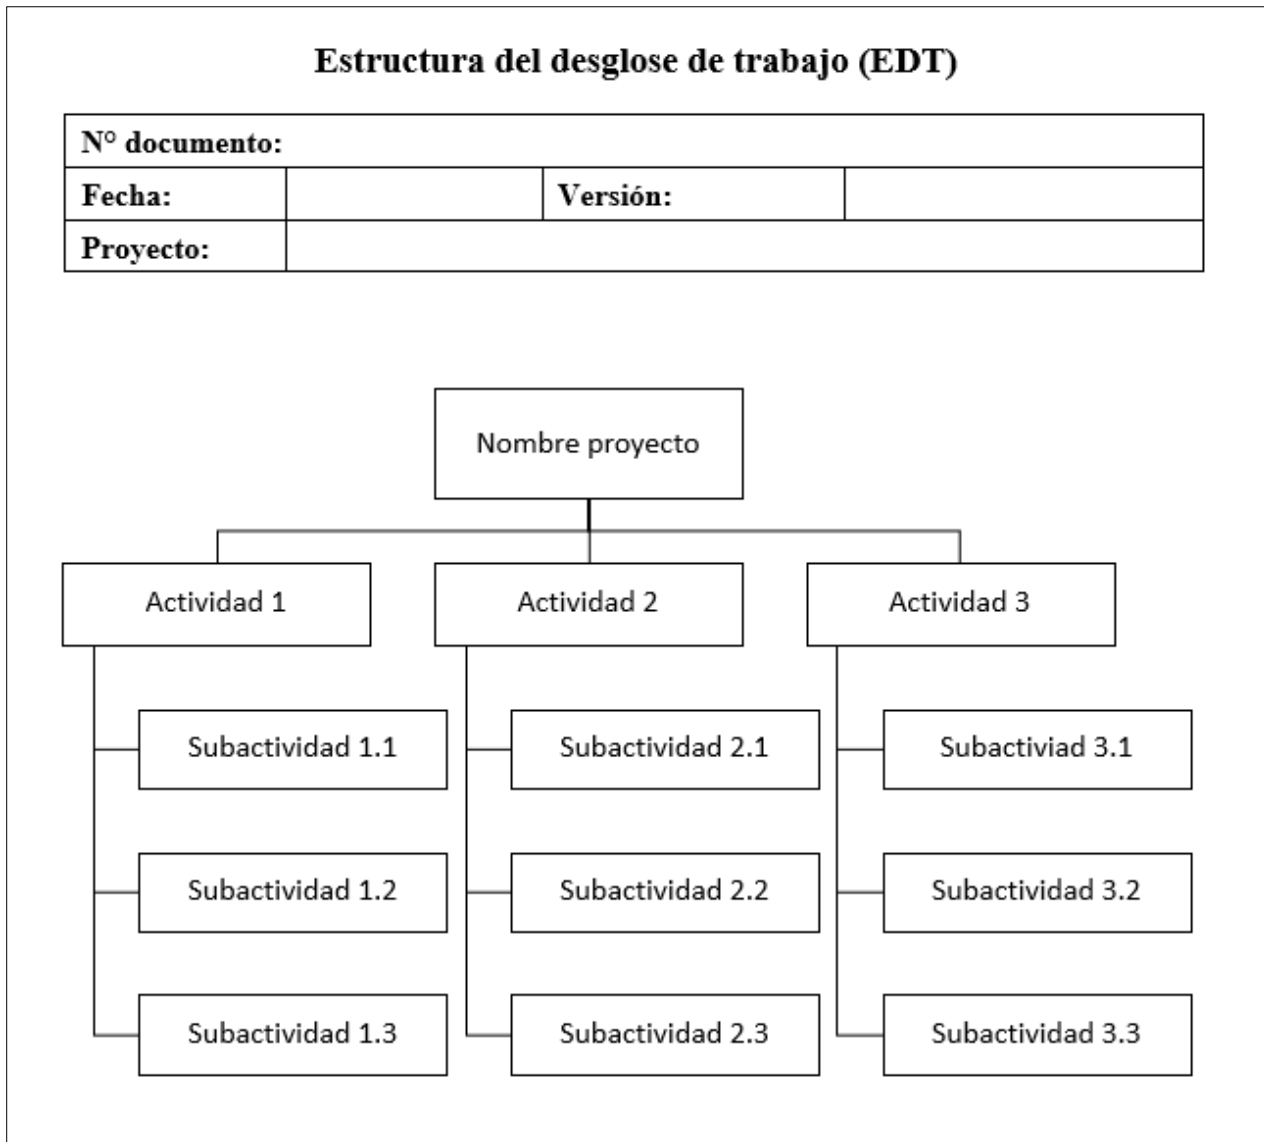 Estructura del desglose de trabajo (EDT)
N° documento:
Fecha: Versión:
Proyecto:
Nombre proyecto
Actividad 1 Actividad 2 Actividad 3
Subactividad 1.1 Subactividad 2.1 Subactiviad 3.1
Subactividad 1.2 Subactividad 2.2 Subactividad 3.2
Subactividad 1.3 Subactividad 2.3 Subactividad 3.3